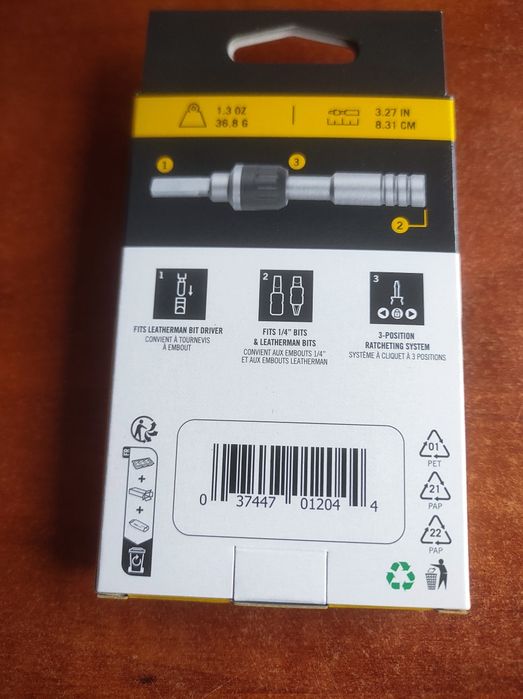 1.3 OZ
36.8 G
3.27 IN
8.31 CM
1
3
2
1
FITS LEATHERMAN BIT DRIVER
CONVIENT À TOURNEVIS
À EMBOUT
2
FITS 1/4" BITS
& LEATHERMAN BITS
CONVIENT AUX EMBOUTS 1/4"
ET AUX EMBOUTS LEATHERMAN
3
3-POSITION
RATCHETING SYSTEM
SYSTÈME À CLIQUET À 3 POSITIONS
FR
+
+
0 37447 01204 4
01
PET
21
PAP
22
PAP